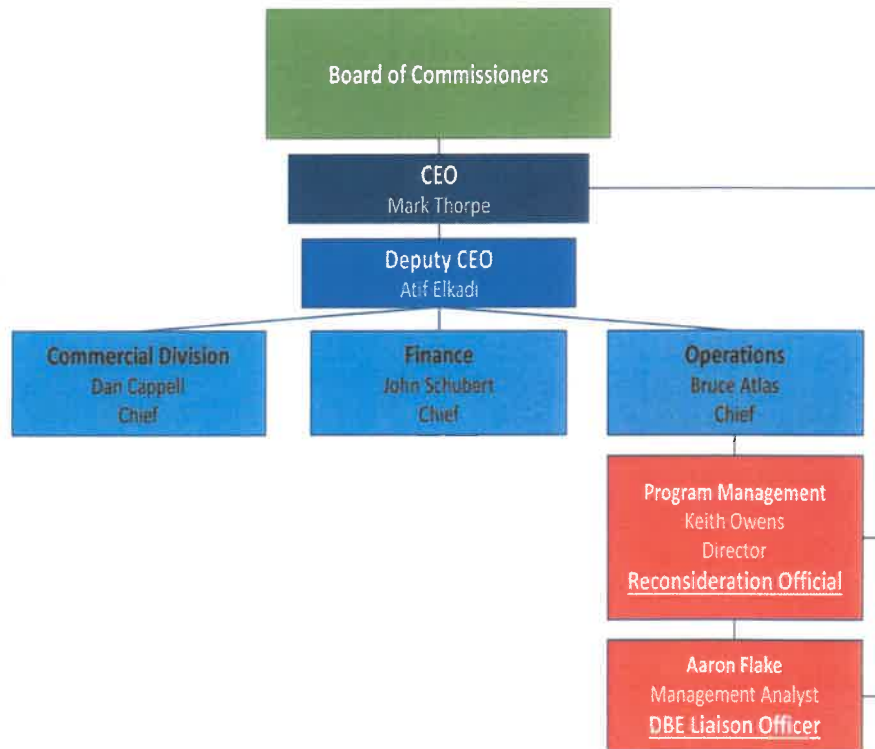 Board of Commissioners
CEO
Mark Thorpe
Deputy CEO
Atif Elkadi
Commercial Division
Dan Cappell
Chief
Finance
John Schubert
Chief
Operations
Bruce Atlas
Chief
Program Management
Keith Owens
Director
Reconsideration Official
Aaron Flake
Management Analyst
DBE Liaison Officer